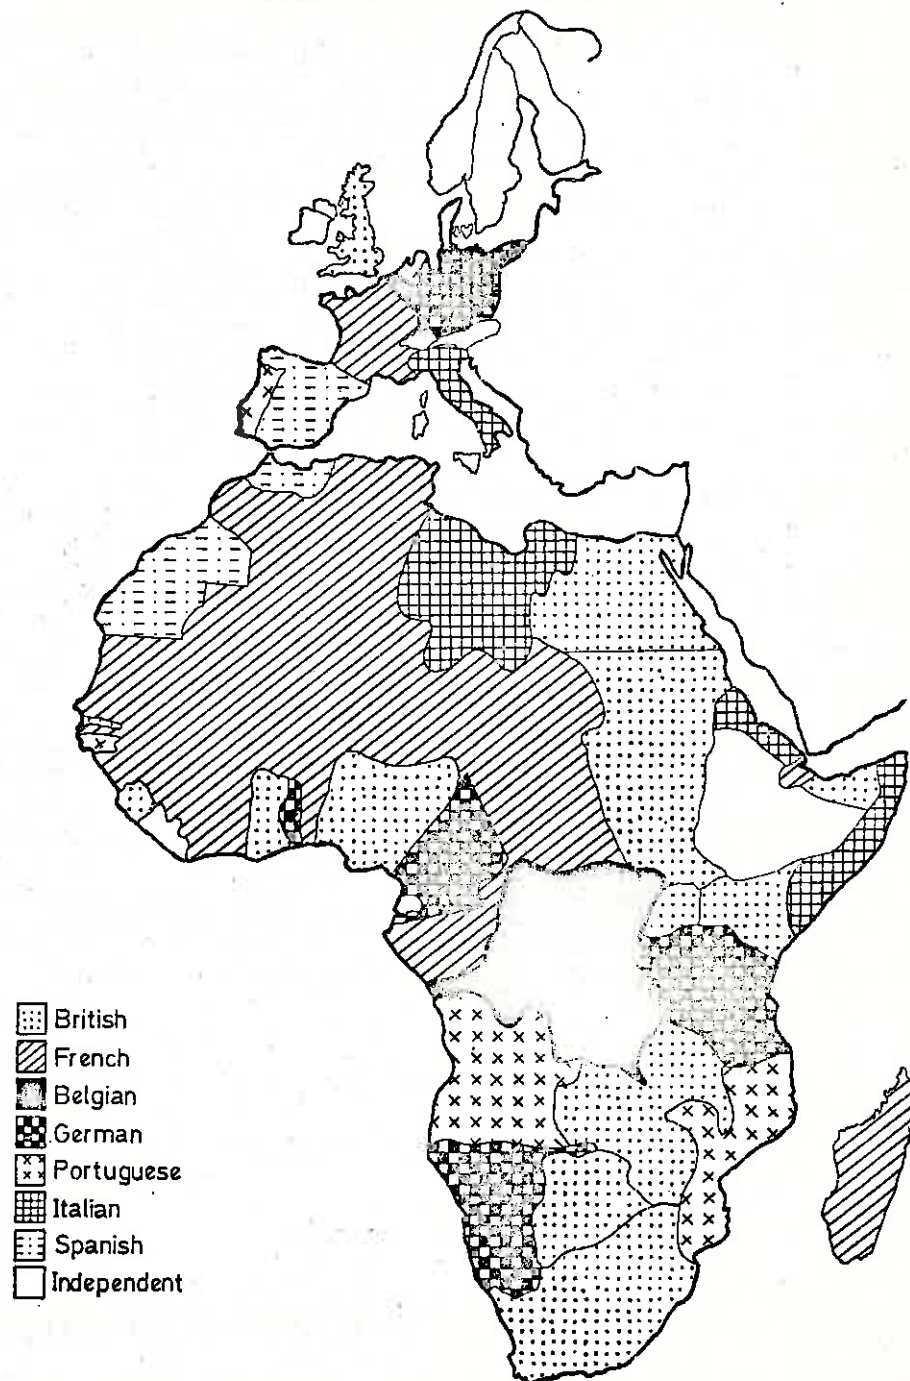 British
French
Belgian
German
Portuguese
Italian
Spanish
Independent